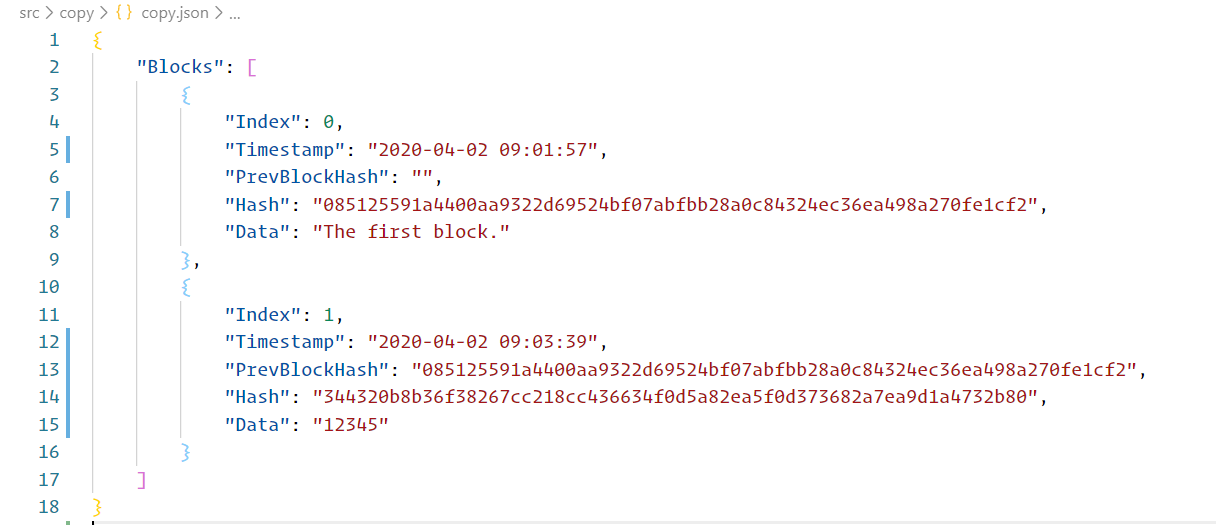 src > copy > {} copy.json > ...
1 {
2 "Blocks": [
3 {
4 "Index": 0,
5 "Timestamp": "2020-04-02 09:01:57",
6 "PrevBlockHash": "",
7 "Hash": "085125591a4400aa9322d69524bf07abfbb28a0c84324ec36ea498a270fe1cf2",
8 "Data": "The first block."
9 },
10 {
11 "Index": 1,
12 "Timestamp": "2020-04-02 09:03:39",
13 "PrevBlockHash": "085125591a4400aa9322d69524bf07abfbb28a0c84324ec36ea498a270fe1cf2",
14 "Hash": "344320b8b36f38267cc218cc436634f0d5a82ea5f0d373682a7ea9d1a4732b80",
15 "Data": "12345"
16 }
17 ]
18 }